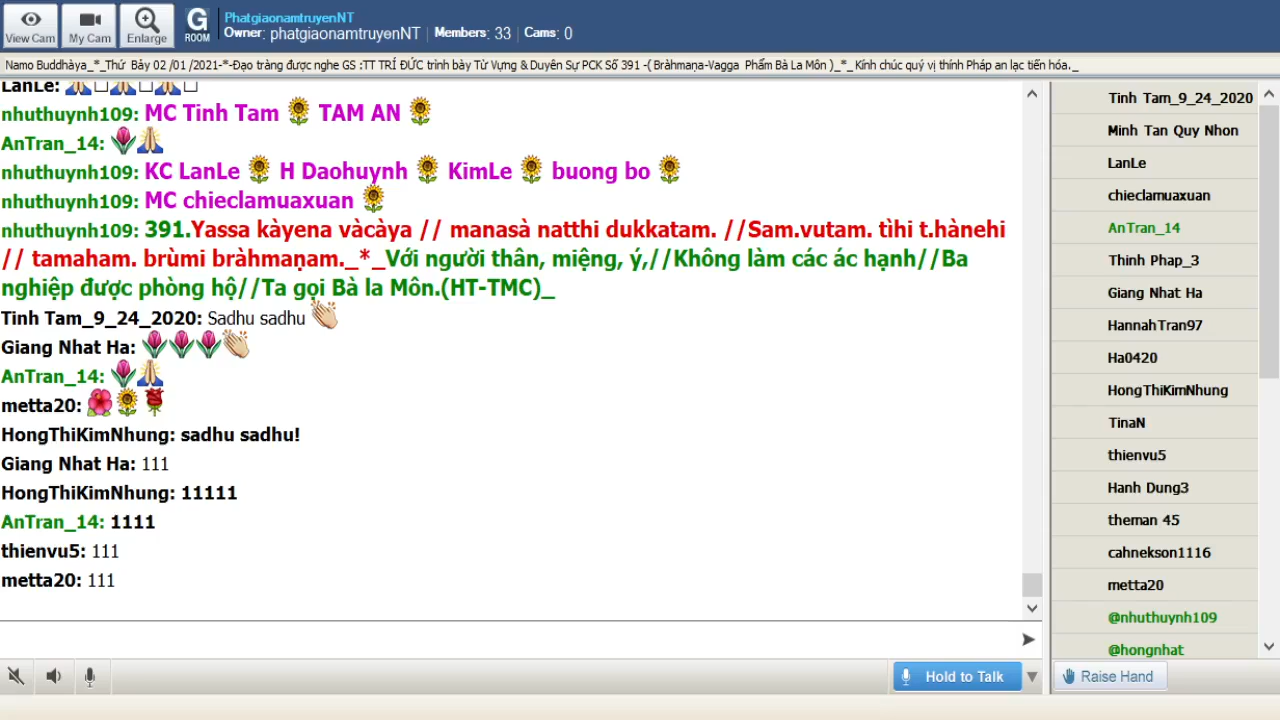 View Cam
My Cam
Enlarge
G
ROOM
PhatgiaonamtruyenNT
Owner: phatgiaonamtruyenNT | Members: 33 | Cams: 0
Namo Buddhàya_*_Thứ Bảy 02 /01 /2021-*-Đạo tràng được nghe GS :TT TRÍ ĐỨC trình bày Từ Vựng & Duyên Sự PCK Số 391 -( Bràhmaṇa-Vagga Phẩm Bà La Môn )_*_ Kính chúc quý vị thính Pháp an lạc tiến hóa._
LanLe:
nhuthuynh109: MC Tinh Tam TAM AN
AnTran_14:
nhuthuynh109: KC LanLe H Daohuynh KimLe buong bo
nhuthuynh109: MC chieclamuaxuan
nhuthuynh109: 391.Yassa kàyena vàcàya // manasà natthi dukkatam. //Sam.vutam. tìhi t.hànehi
// tamaham. brùmi bràhmaṇam._*_Với người thân, miệng, ý,//Không làm các ác hạnh//Ba
nghiệp được phòng hộ//Ta gọi Bà la Môn.(HT-TMC)_
Tinh Tam_9_24_2020: Sadhu sadhu
Giang Nhat Ha:
AnTran_14:
metta20:
HongThiKimNhung: sadhu sadhu!
Giang Nhat Ha: 111
HongThiKimNhung: 11111
AnTran_14: 1111
thienvu5: 111
metta20: 111
Tinh Tam_9_24_2020
Minh Tan Quy Nhon
LanLe
chieclamuaxuan
AnTran_14
Thinh Phap_3
Giang Nhat Ha
HannahTran97
Ha0420
HongThiKimNhung
TinaN
thienvu5
Hanh Dung3
theman 45
cahnekson1116
metta20
@nhuthuynh109
@hongnhat
Hold to Talk
Raise Hand